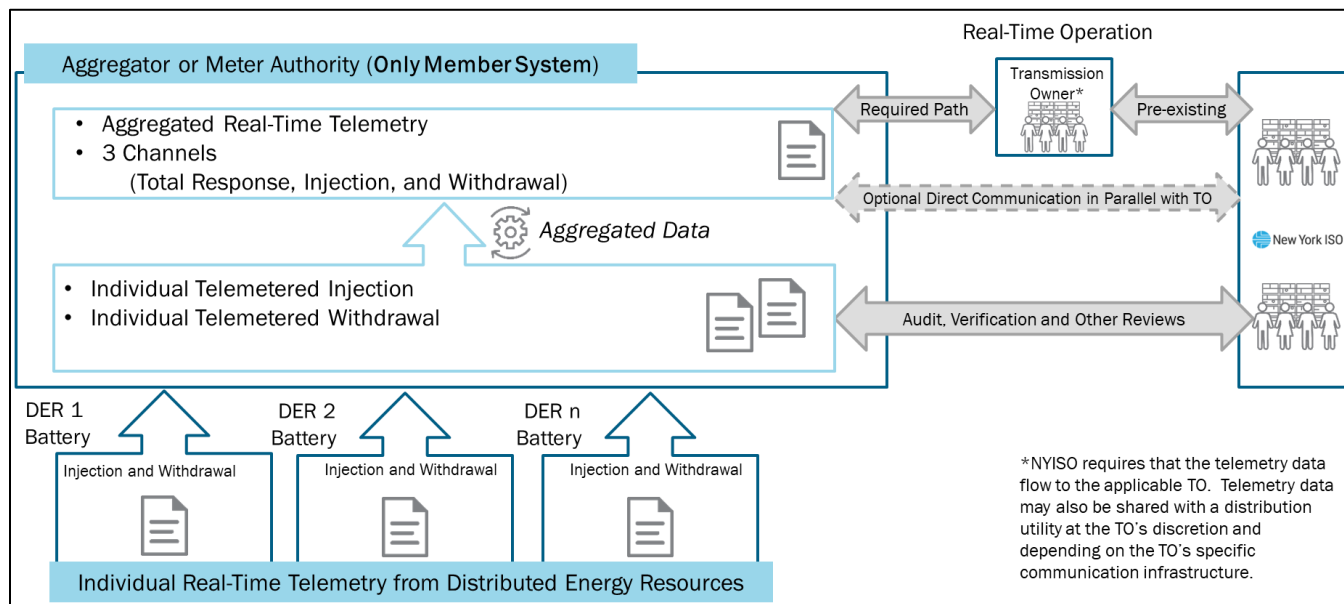 Real-Time Operation
Aggregator or Meter Authority (Only Member System)
• Aggregated Real-Time Telemetry
• 3 Channels
(Total Response, Injection, and Withdrawal)
Required Path
Transmission
Owner*
Pre-existing
Optional Direct Communication in Parallel with TO
Aggregated Data
New York ISO
• Individual Telemetered Injection
• Individual Telemetered Withdrawal
Audit, Verification and Other Reviews
DER 1
Battery
DER 2
Battery
DER n
Battery
Injection and Withdrawal
Injection and Withdrawal
Injection and Withdrawal
Individual Real-Time Telemetry from Distributed Energy Resources
*NYISO requires that the telemetry data
flow to the applicable TO. Telemetry data
may also be shared with a distribution
utility at the TO's discretion and
depending on the TO's specific
communication infrastructure.